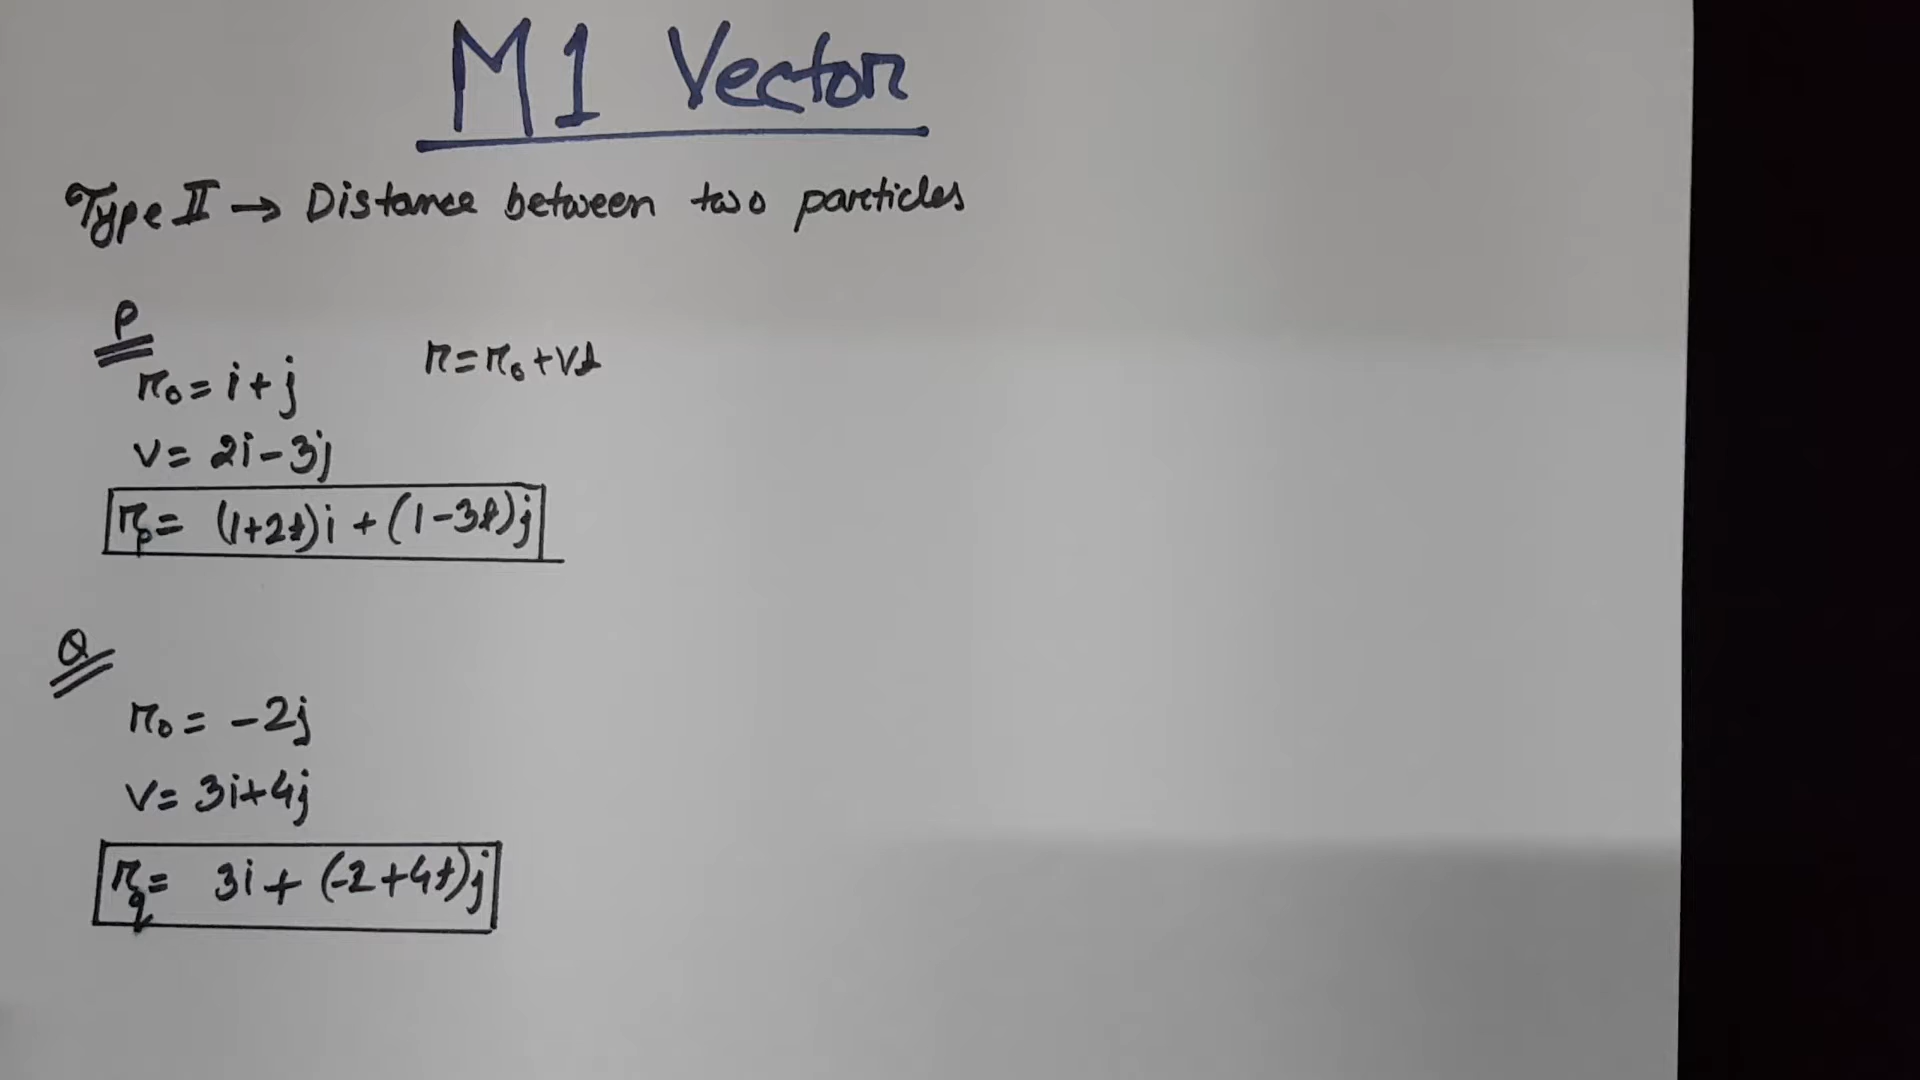 M1 Vector
Type II → Distance between two particles
P
r₀ = i + j
r = r₀ + vt
v = 2i - 3j
r_p = (1+2t)i + (1-3t)j
Q
r₀ = -2j
v = 3i + 4j
r_q = 3i + (-2+4t)j